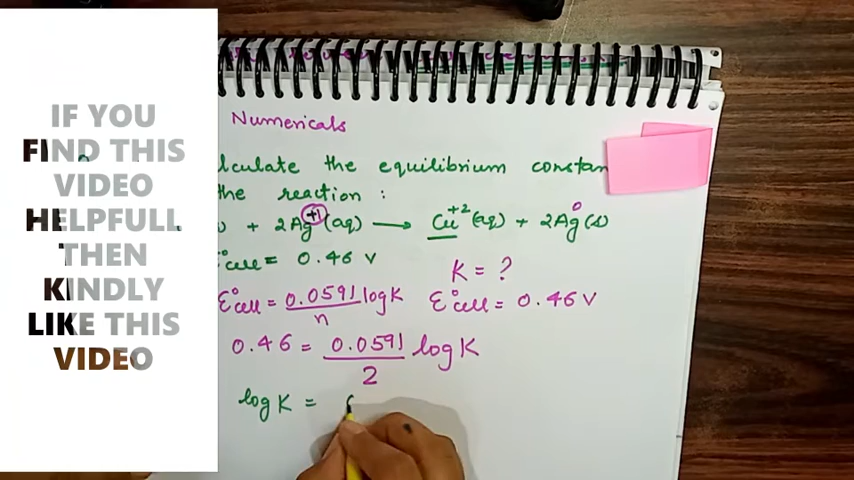 IF YOU
FIND THIS
VIDEO
HELPFULL
THEN
KINDLY
LIKE THIS
VIDEO
Numericals
lculate the equilibrium constan
the reaction :
+ 2Ag⁺¹(aq) → Cu⁺²(aq) + 2Ag⁰(s)
E°cell = 0.46 V
K = ?
E°cell = 0.0591/n log K E°cell = 0.46 V
0.46 = 0.0591/2 log K
log K =